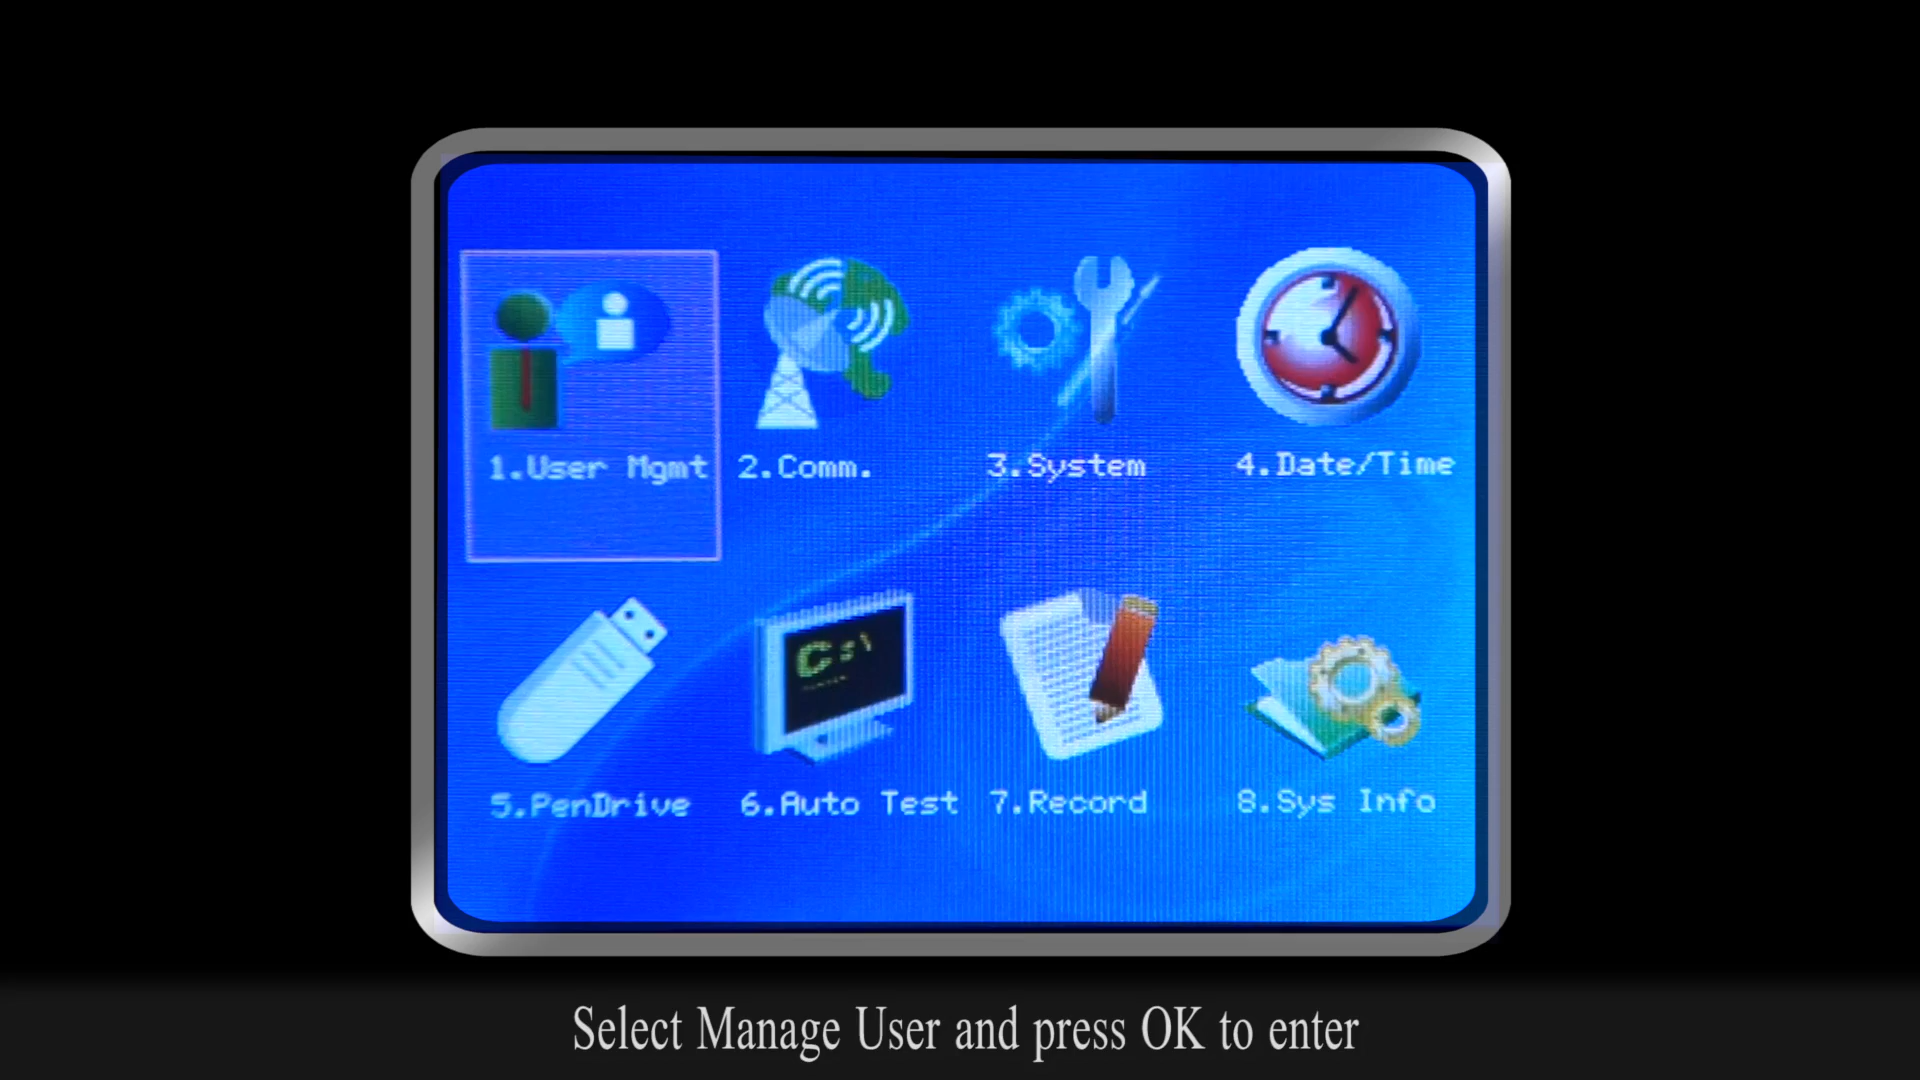 1.User Mgmt 2.Comm. 3.System 4.Date/Time
C:\
5.PenDrive 6.Auto Test 7.Record 8.Sys Info
Select Manage User and press OK to enter